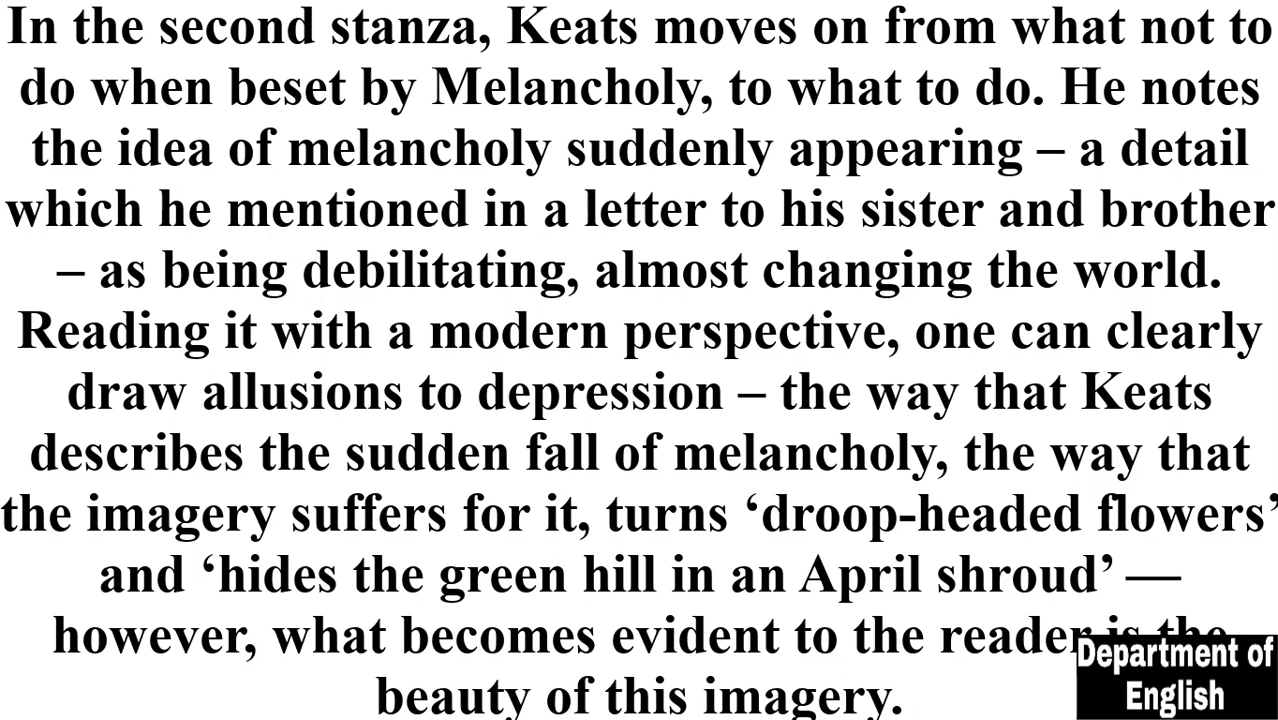 In the second stanza, Keats moves on from what not to
do when beset by Melancholy, to what to do. He notes
the idea of melancholy suddenly appearing – a detail
which he mentioned in a letter to his sister and brother
– as being debilitating, almost changing the world.
Reading it with a modern perspective, one can clearly
draw allusions to depression – the way that Keats
describes the sudden fall of melancholy, the way that
the imagery suffers for it, turns ‘droop-headed flowers’
and ‘hides the green hill in an April shroud’ —
however, what becomes evident to the reader is the
beauty of this imagery.
Department of
English